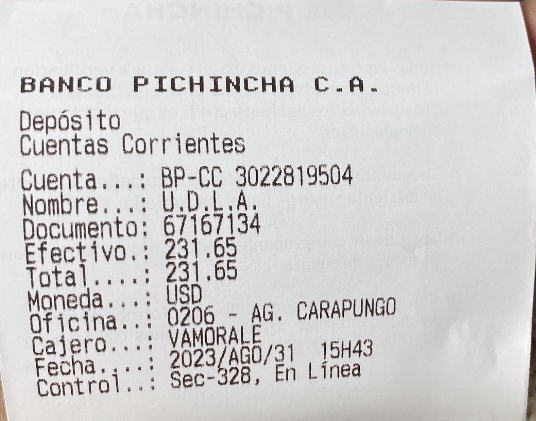 BANCO PICHINCHA C.A.
Depósito
Cuentas Corrientes
Cuenta...: BP-CC 3022819504
Nombre...: U.D.L.A.
Documento: 67167134
Efectivo.: 231.65
Total....: 231.65
Moneda...: USD
Oficina..: 0206 - AG. CARAPUNGO
Cajero...: VAMORALE
Fecha....: 2023/AGO/31 15H43
Control..: Sec-328, En Línea